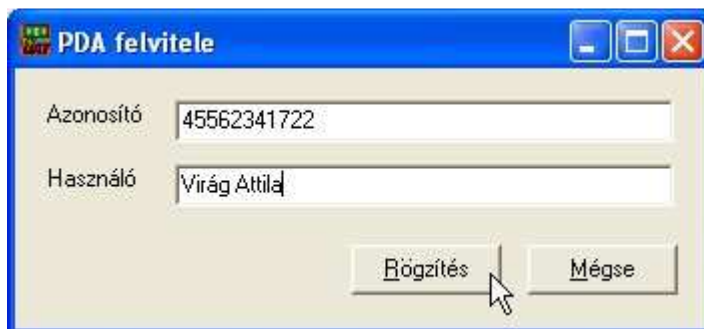 PDA felvitele
Azonosító 45562341722
Használó Virág Attila
Rögzítés Mégse